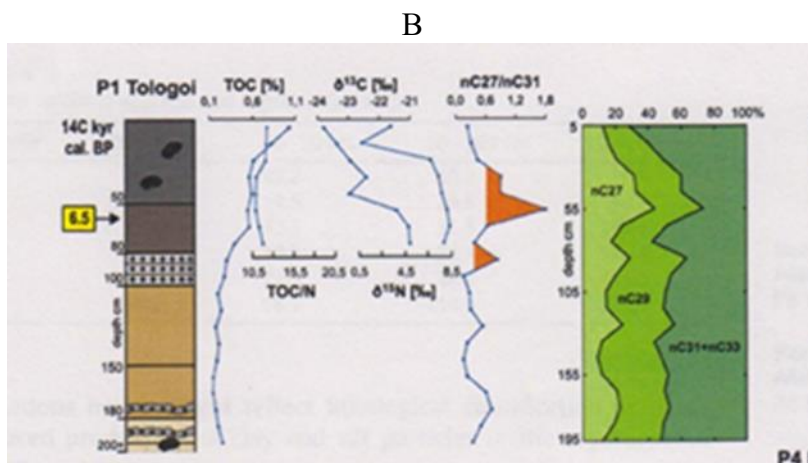 B
P1 Tologoi
TOC [%]
δ¹³C [‰]
nC27/nC31
0,1 0,6 1,1
-24 -23 -22 -21
0,0 0,6 1,2 1,8
20 40 60 80 100%
14C kyr
cal. BP
6.5
50
80
100
depth cm
150
180
200
10,5 15,5 20,5
TOC/N
0,5 4,5 8,5
δ¹⁵N [‰]
5
55
105
155
195
depth cm
nC27
nC29
nC31+nC33
P4